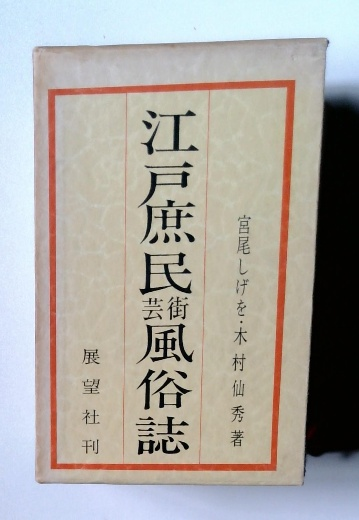 宮尾しげを・木村仙秀著
江戸庶民街芸風俗誌
展望社刊